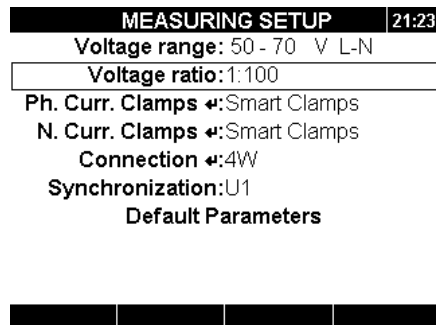 MEASURING SETUP 21:23
Voltage range: 50 - 70 V L-N
Voltage ratio:1:100
Ph. Curr. Clamps ↵:Smart Clamps
N. Curr. Clamps ↵:Smart Clamps
Connection ↵:4W
Synchronization:U1
Default Parameters